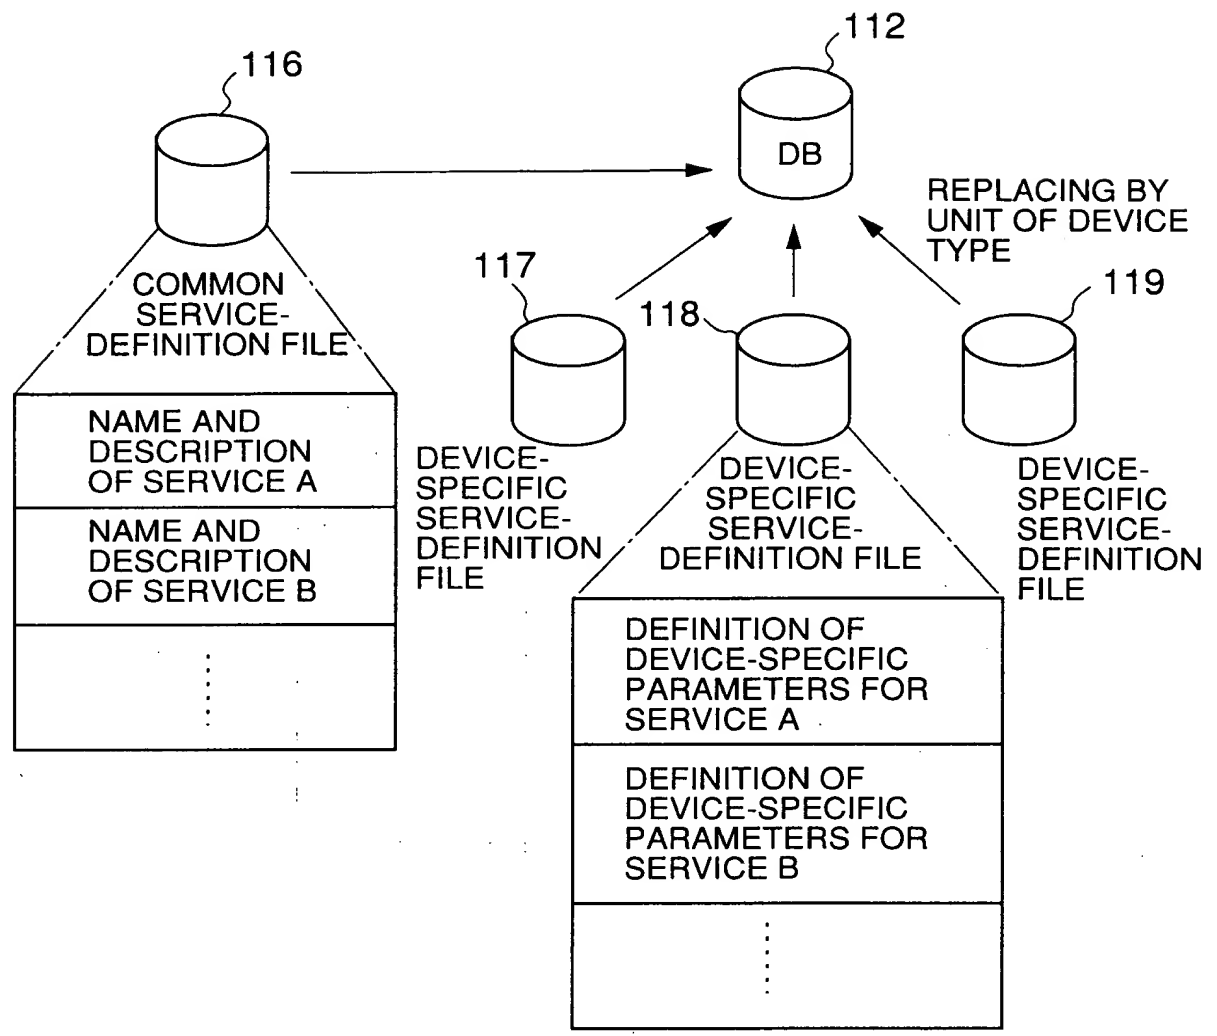 116
112
DB
REPLACING BY
UNIT OF DEVICE
TYPE
COMMON
SERVICE-
DEFINITION FILE
117
118
119
NAME AND
DESCRIPTION
OF SERVICE A
NAME AND
DESCRIPTION
OF SERVICE B
DEVICE-
SPECIFIC
SERVICE-
DEFINITION
FILE
DEVICE-
SPECIFIC
SERVICE-
DEFINITION FILE
DEVICE-
SPECIFIC
SERVICE-
DEFINITION
FILE
DEFINITION OF
DEVICE-SPECIFIC
PARAMETERS FOR
SERVICE A
DEFINITION OF
DEVICE-SPECIFIC
PARAMETERS FOR
SERVICE B